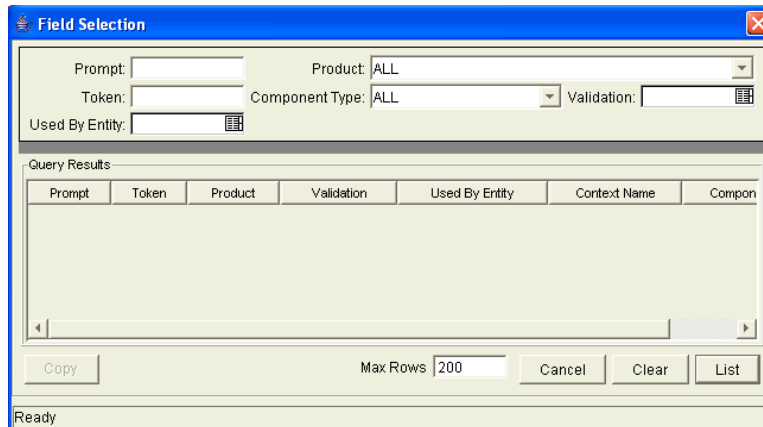 Field Selection
Prompt: Product: ALL
Token: Component Type: ALL Validation:
Used By Entity:
Query Results
Prompt Token Product Validation Used By Entity Context Name Compon
Copy Max Rows 200 Cancel Clear List
Ready